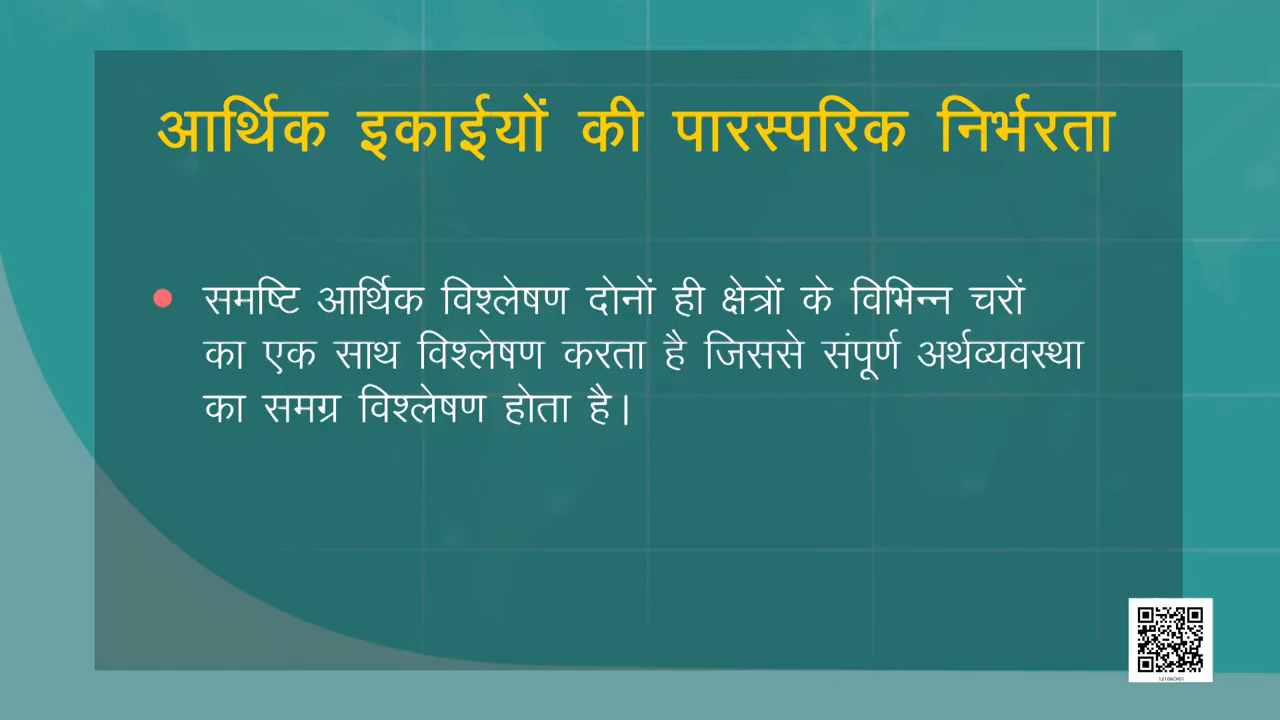 आर्थिक इकाईयों की पारस्परिक निर्भरता
समष्टि आर्थिक विश्लेषण दोनों ही क्षेत्रों के विभिन्न चरों
का एक साथ विश्लेषण करता है जिससे संपूर्ण अर्थव्यवस्था
का समग्र विश्लेषण होता है।
12106CH01